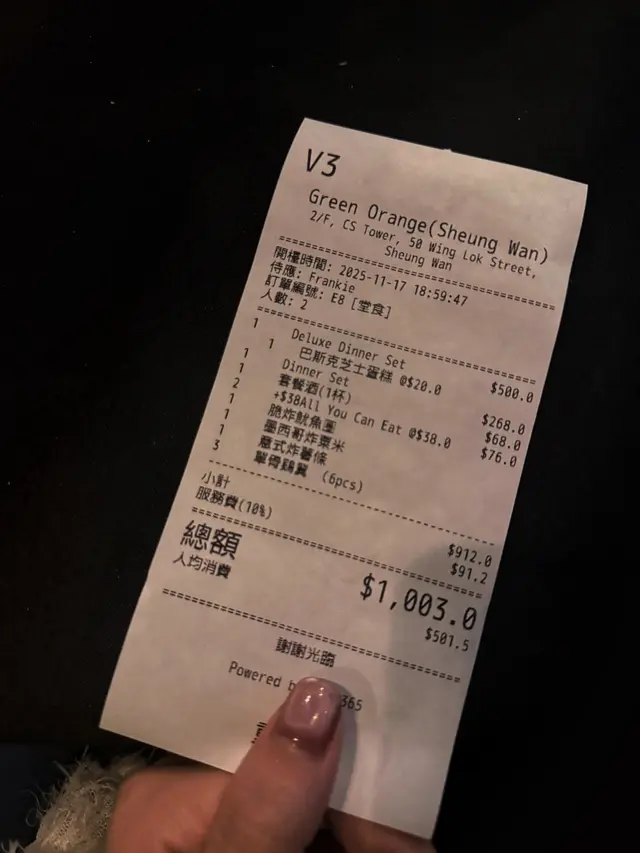 V3
Green Orange(Sheung Wan)
2/F, CS Tower, 50 Wing Lok Street,
Sheung Wan
開檯時間: 2025-11-17 18:59:47
侍應: Frankie
訂單編號: E8 [堂食]
人數: 2
1 Deluxe Dinner Set $500.0
1 巴斯克芝士蛋糕 @$20.0
1 Dinner Set $268.0
1 套餐酒(1杯) $68.0
2 +$38All You Can Eat @$38.0 $76.0
1 脆炸魷魚圈
1 墨西哥炸粟米
1 意式炸薯條
3 單骨鷄翼 (6pcs)
小計 $912.0
服務費(10%) $91.2
總額 $1,003.0
人均消費 $501.5
謝謝光臨
Powered 365